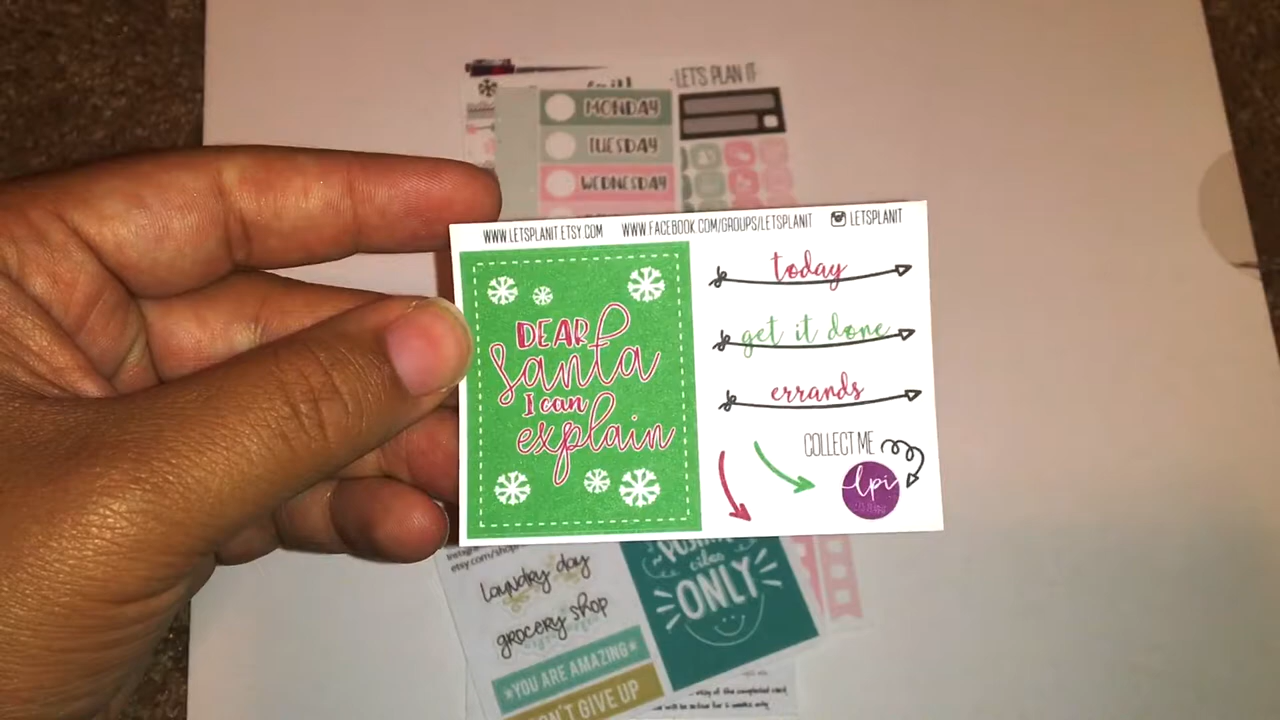 LET'S PLAN IT
MONDAY
TUESDAY
WEDNESDAY
WWW.LETSPLANIT.ETSY.COM WWW.FACEBOOK.COM/GROUPS/LETSPLANIT LETSPLANIT
DEAR
santa
I can
explain
today
get it done
errands
COLLECT ME
lpi
laundry day
grocery shop
YOU ARE AMAZING
DON'T GIVE UP
vibes
ONLY